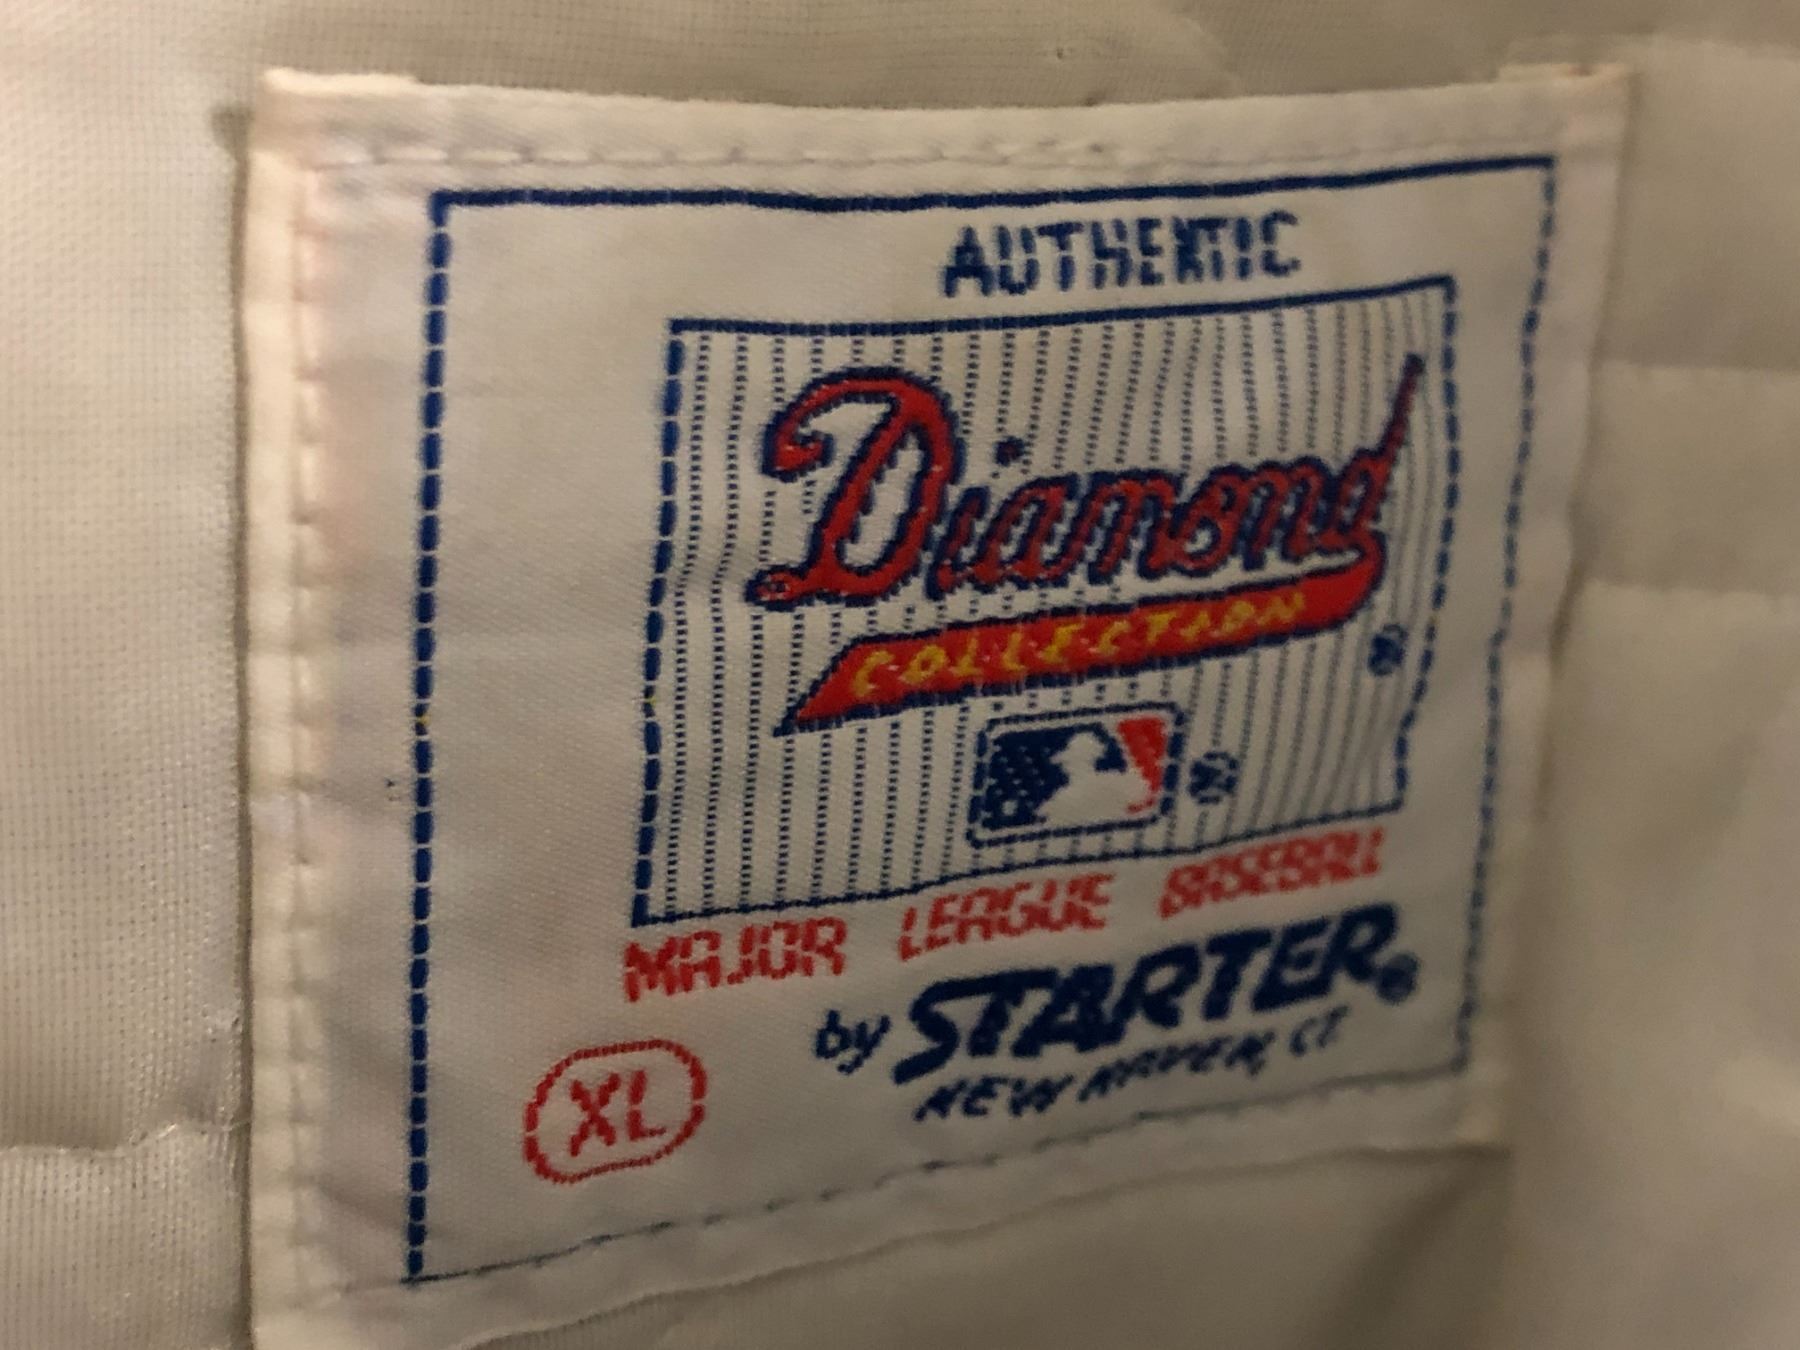 AUTHENTIC
Diamond
COLLECTION
®
®
MAJOR LEAGUE BASEBALL
by STARTER®
NEW HAVEN, CT
XL